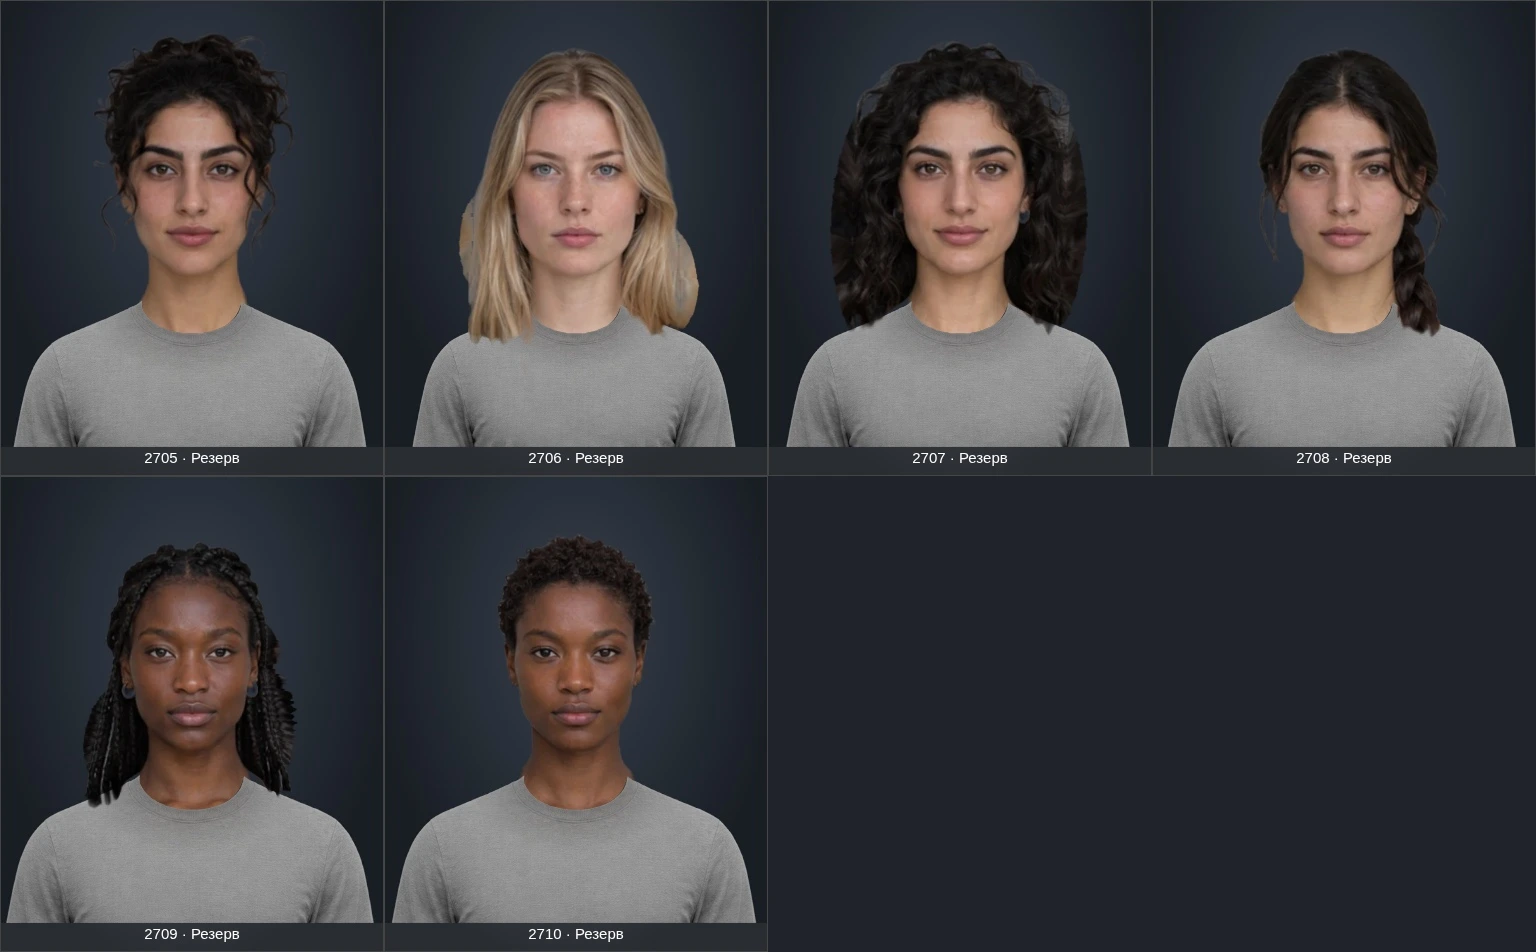 2705 · Резерв
2706 · Резерв
2707 · Резерв
2708 · Резерв
2709 · Резерв
2710 · Резерв